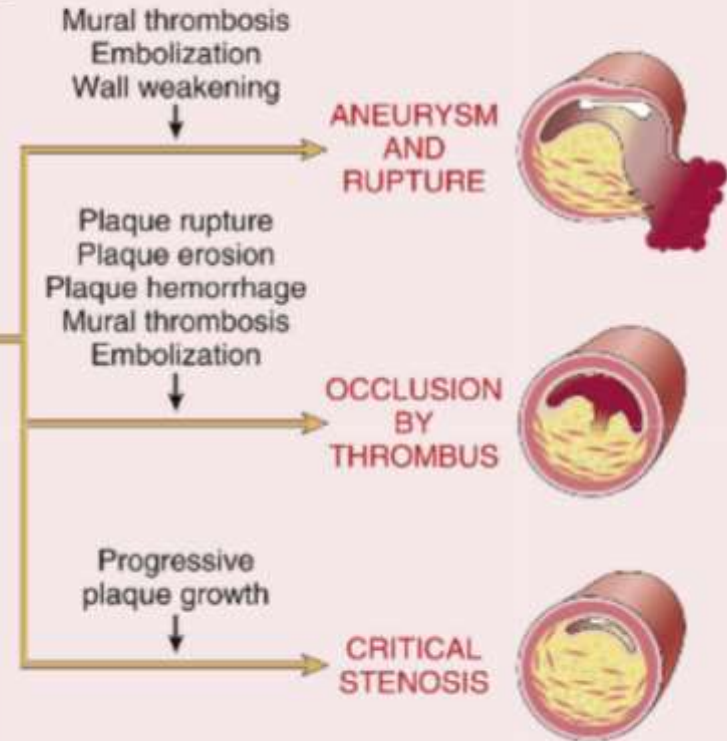 Mural thrombosis
Embolization
Wall weakening
ANEURYSM
AND
RUPTURE
Plaque rupture
Plaque erosion
Plaque hemorrhage
Mural thrombosis
Embolization
OCCLUSION
BY
THROMBUS
Progressive
plaque growth
CRITICAL
STENOSIS